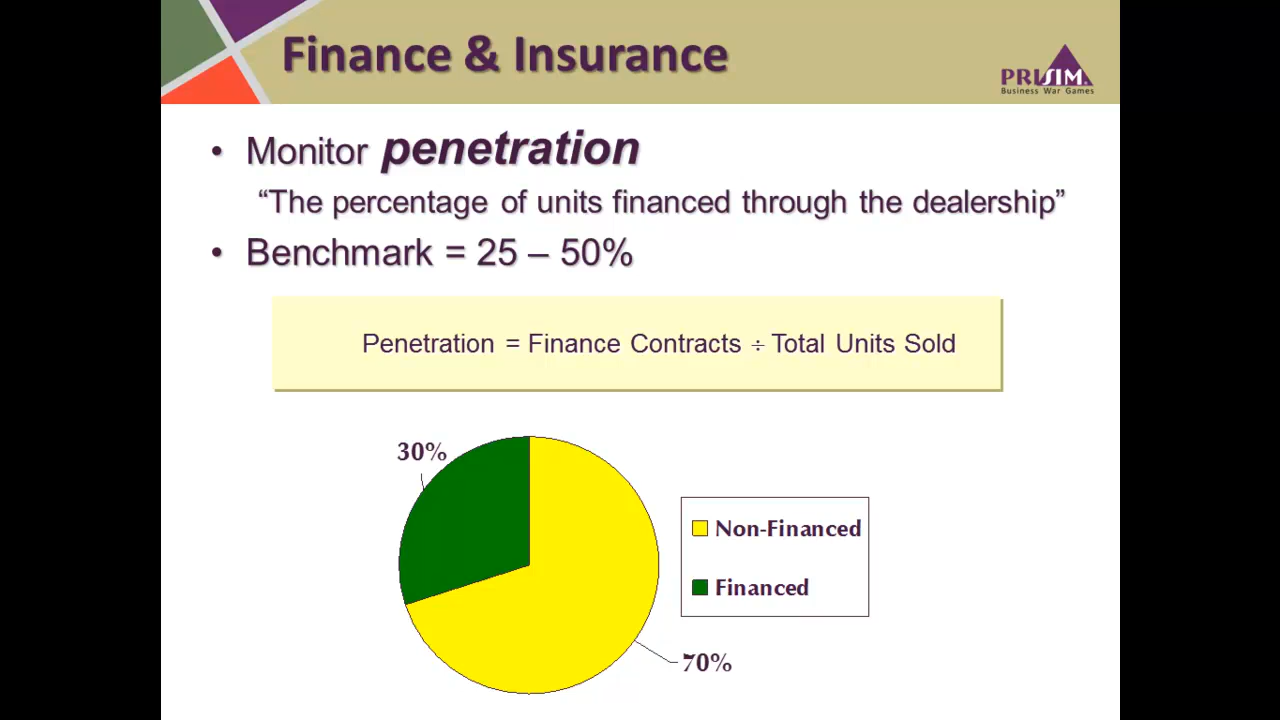 Finance & Insurance
PRISIM.
Business War Games
• Monitor penetration
“The percentage of units financed through the dealership”
• Benchmark = 25 – 50%
Penetration = Finance Contracts ÷ Total Units Sold
30%
Non-Financed
Financed
70%